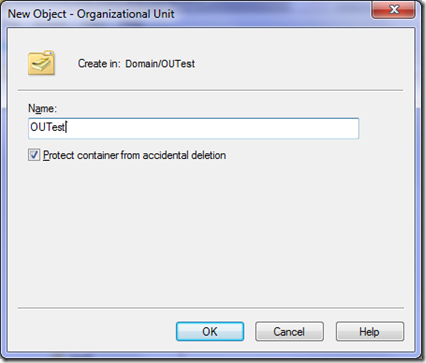 New Object - Organizational Unit
Create in: Domain/OUTest
Name:
OUTest
Protect container from accidental deletion
OK Cancel Help